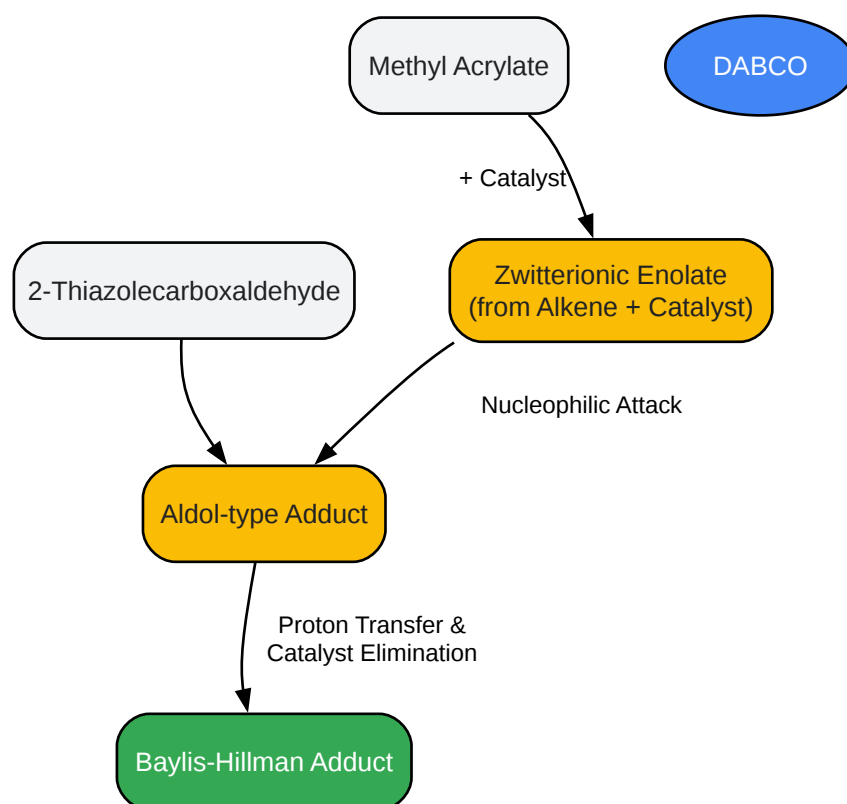 Methyl Acrylate
DABCO
+ Catalyst
2-Thiazolecarboxaldehyde
Zwitterionic Enolate
(from Alkene + Catalyst)
Nucleophilic Attack
Aldol-type Adduct
Proton Transfer &
Catalyst Elimination
Baylis-Hillman Adduct